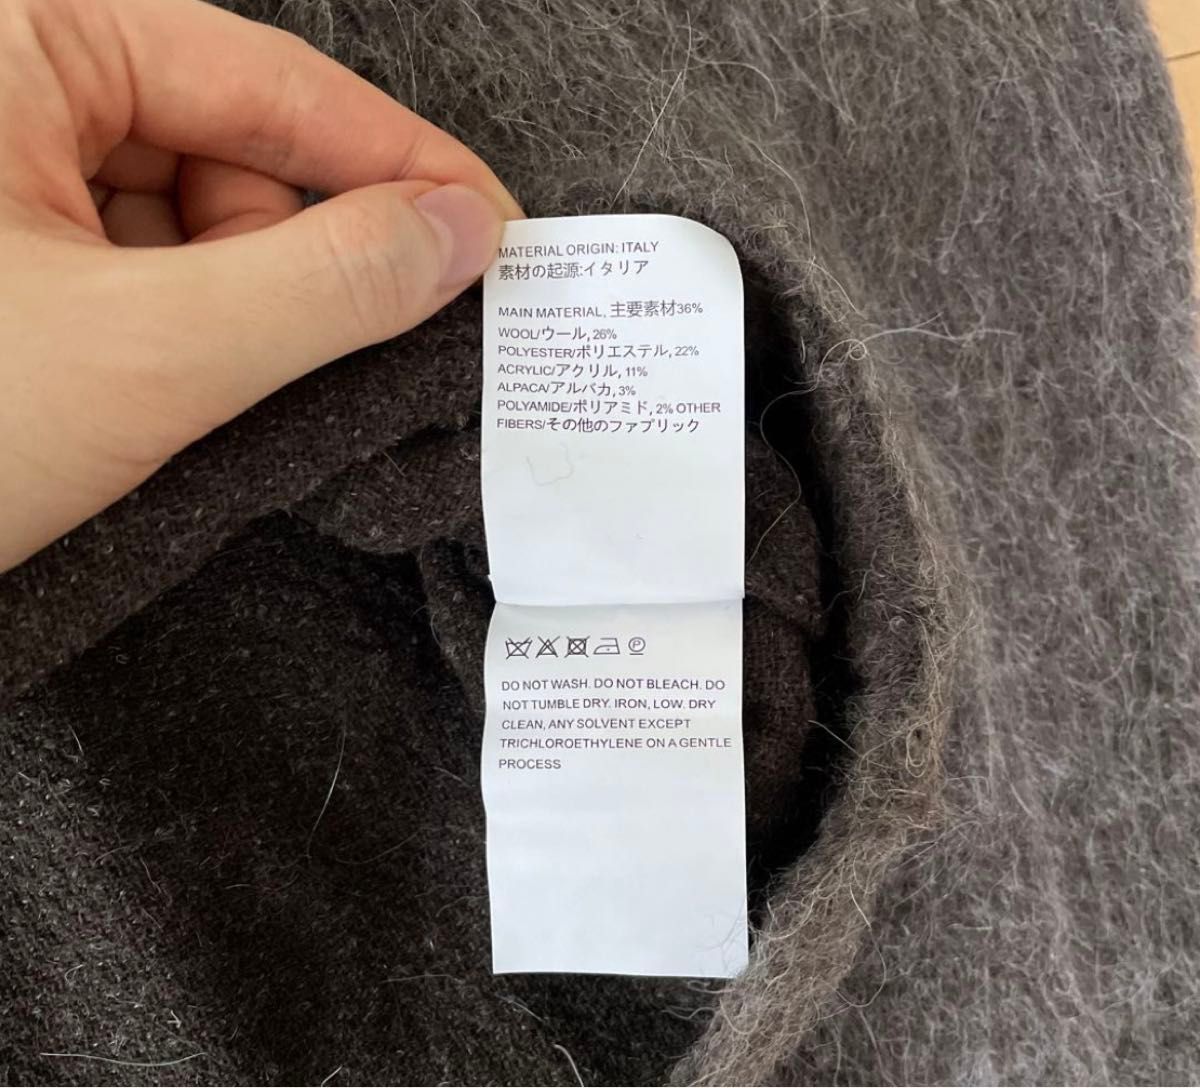 MATERIAL ORIGIN: ITALY
素材の起源:イタリア
MAIN MATERIAL, 主要素材36%
WOOL/ウール, 26%
POLYESTER/ポリエステル, 22%
ACRYLIC/アクリル, 11%
ALPACA/アルバカ, 3%
POLYAMIDE/ポリアミド, 2% OTHER
FIBERS/その他のファブリック
P
DO NOT WASH. DO NOT BLEACH. DO
NOT TUMBLE DRY. IRON, LOW. DRY
CLEAN, ANY SOLVENT EXCEPT
TRICHLOROETHYLENE ON A GENTLE
PROCESS